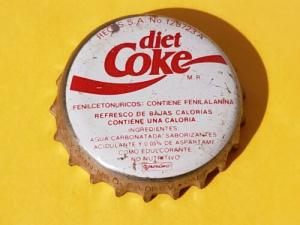 REG. S.S.A. No. 128723 A
diet
Coke
M.R.
FENILCETONURICOS: CONTIENE FENILALANINA
REFRESCO DE BAJAS CALORIAS
CONTIENE UNA CALORIA
INGREDIENTES:
AGUA CARBONATADA SABORIZANTES
ACIDULANTE Y 0.05% DE ASPARTAME
COMO EDULCORANTE
NO NUTRITIVO